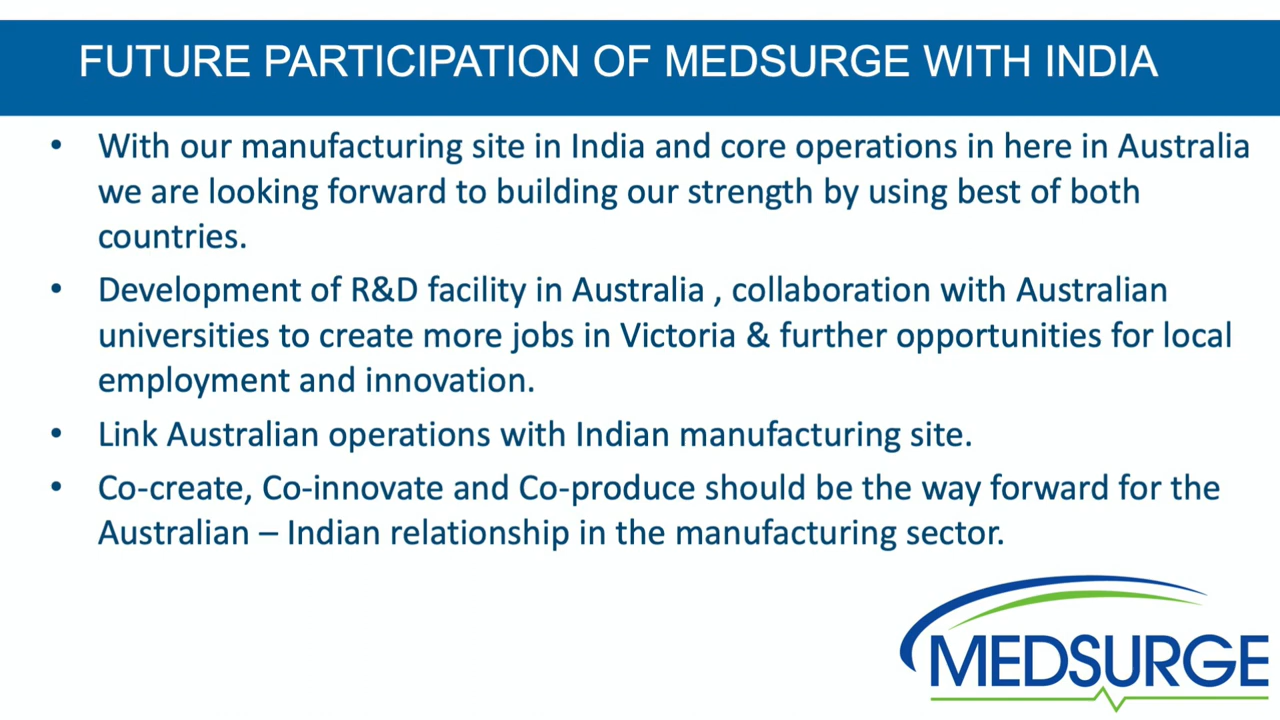 FUTURE PARTICIPATION OF MEDSURGE WITH INDIA
• With our manufacturing site in India and core operations in here in Australia
we are looking forward to building our strength by using best of both
countries.
• Development of R&D facility in Australia , collaboration with Australian
universities to create more jobs in Victoria & further opportunities for local
employment and innovation.
• Link Australian operations with Indian manufacturing site.
• Co-create, Co-innovate and Co-produce should be the way forward for the
Australian – Indian relationship in the manufacturing sector.
MEDSURGE